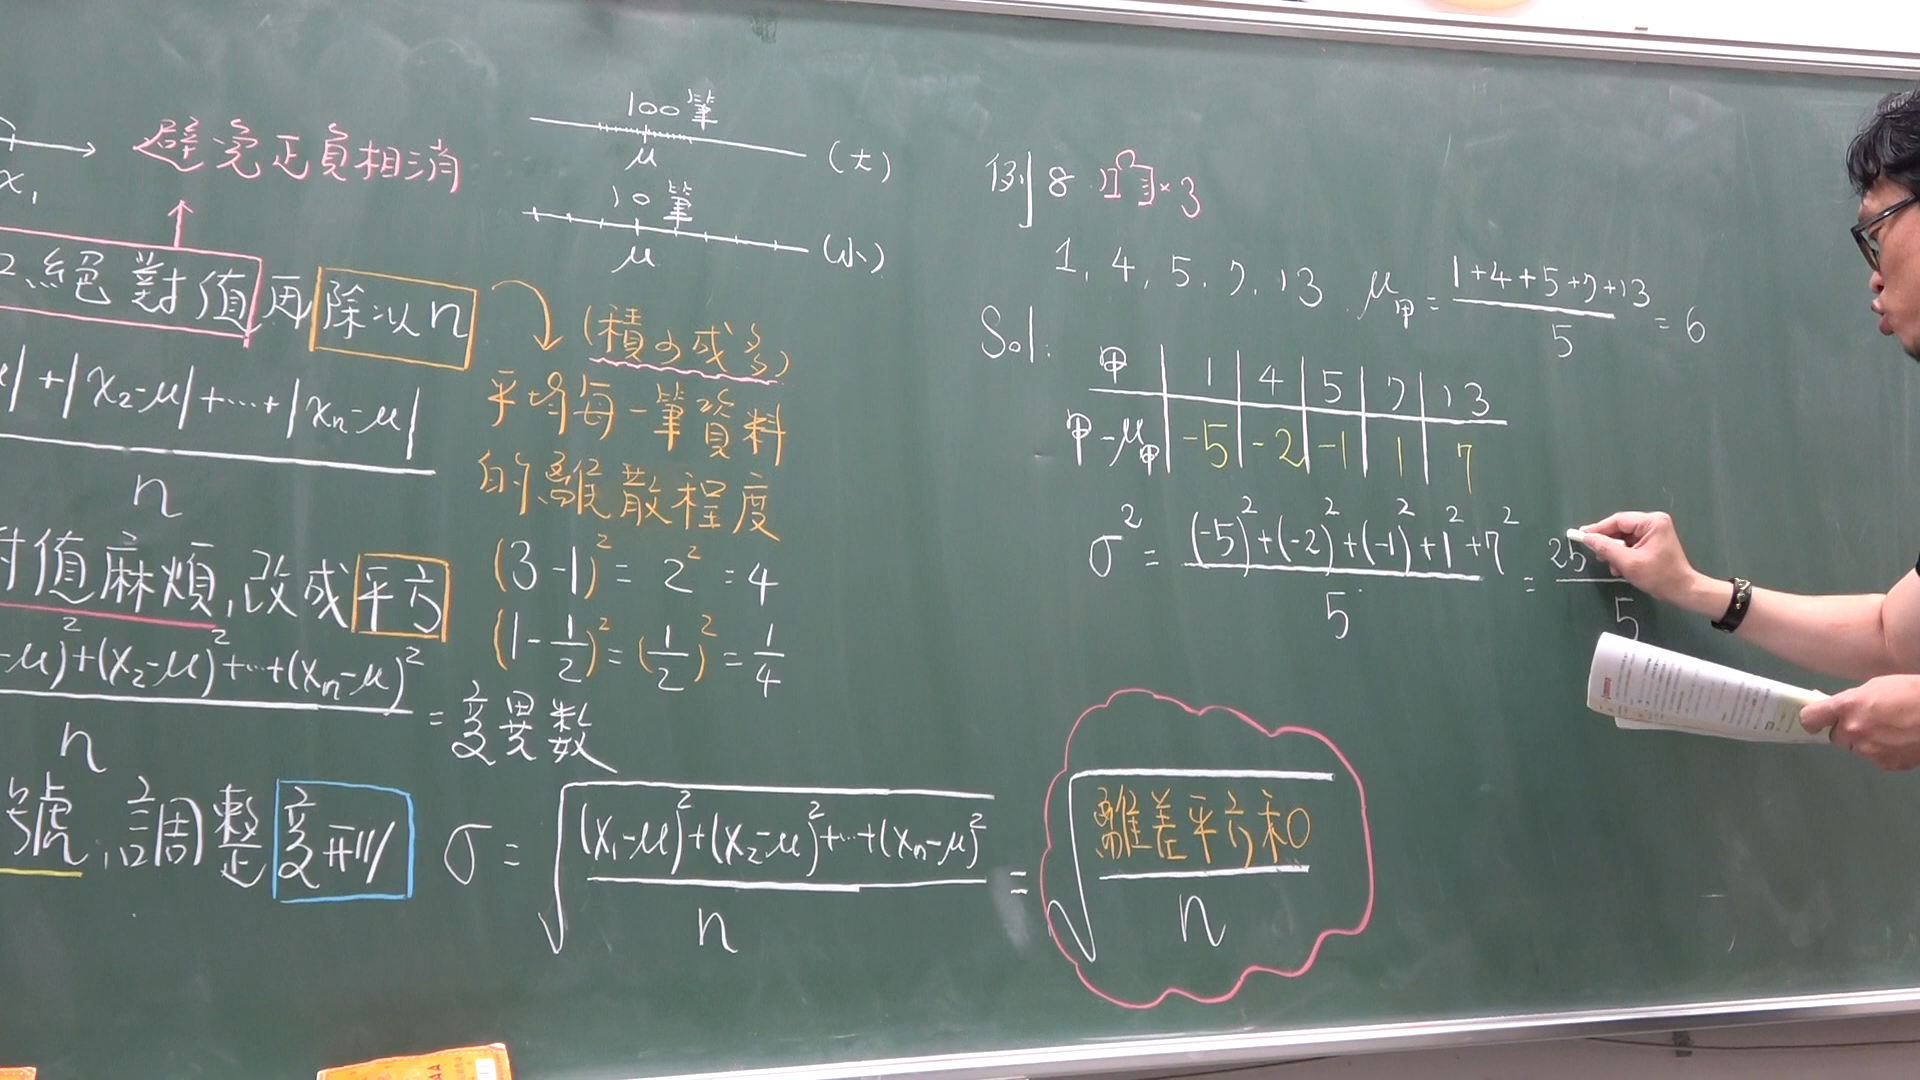 x₁
避免正負相消
絕對值再除以n
|+|x₂-μ|+…+|xₙ-μ|
n
值麻煩,改成平方
-μ)²+(x₂-μ)²+…+(xₙ-μ)²
n
=變異數
號,調整變形
100筆
μ
(大)
10筆
μ
(小)
(積少成多)
平均每一筆資料
的離散程度
(3-1)²=2²=4
(1-1/2)²=(1/2)²=1/4
σ=√((x₁-μ)²+(x₂-μ)²+…+(xₙ-μ)²/n)=√(離差平方和/n)
例8 ×3
1,4,5,7,13 μ甲=(1+4+5+7+13)/5=6
Sol:
甲 1 4 5 7 13
甲-μ甲 -5 -2 -1 1 7
σ²=((-5)²+(-2)²+(-1)²+1²+7²)/5=25/5